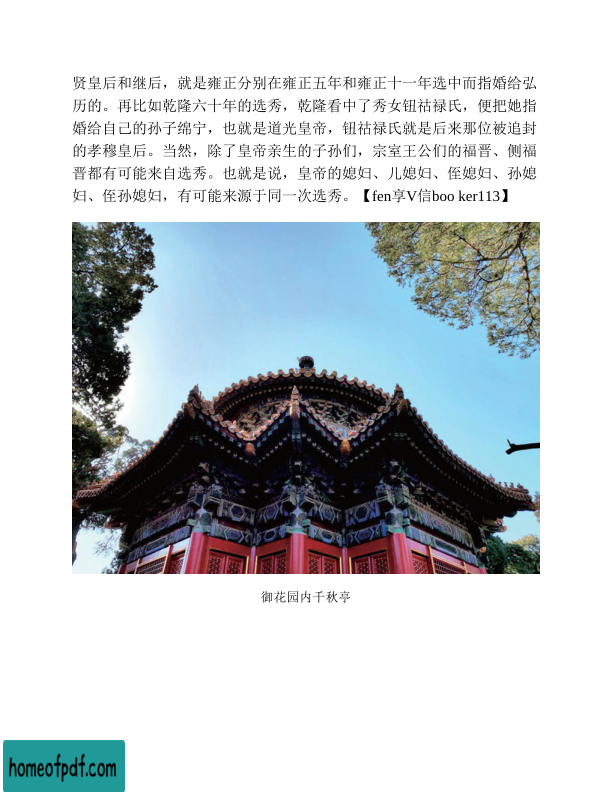 贤皇后和继后，就是雍正分别在雍正五年和雍正十一年选中而指婚给弘
历的。再比如乾隆六十年的选秀，乾隆看中了秀女钮祜禄氏，便把她指
婚给自己的孙子绵宁，也就是道光皇帝，钮祜禄氏就是后来那位被追封
的孝穆皇后。当然，除了皇帝亲生的子孙们，宗室王公们的福晋、侧福
晋都有可能来自选秀。也就是说，皇帝的媳妇、儿媳妇、侄媳妇、孙媳
妇、侄孙媳妇，有可能来源于同一次选秀。【fen享V信boo ker113】
御花园内千秋亭
homeofpdf.com